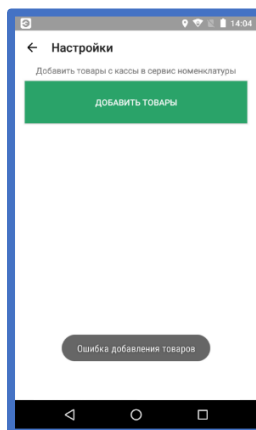 14:04
Настройки
Добавить товары с кассы в сервис номенклатуры
ДОБАВИТЬ ТОВАРЫ
Ошибка добавления товаров